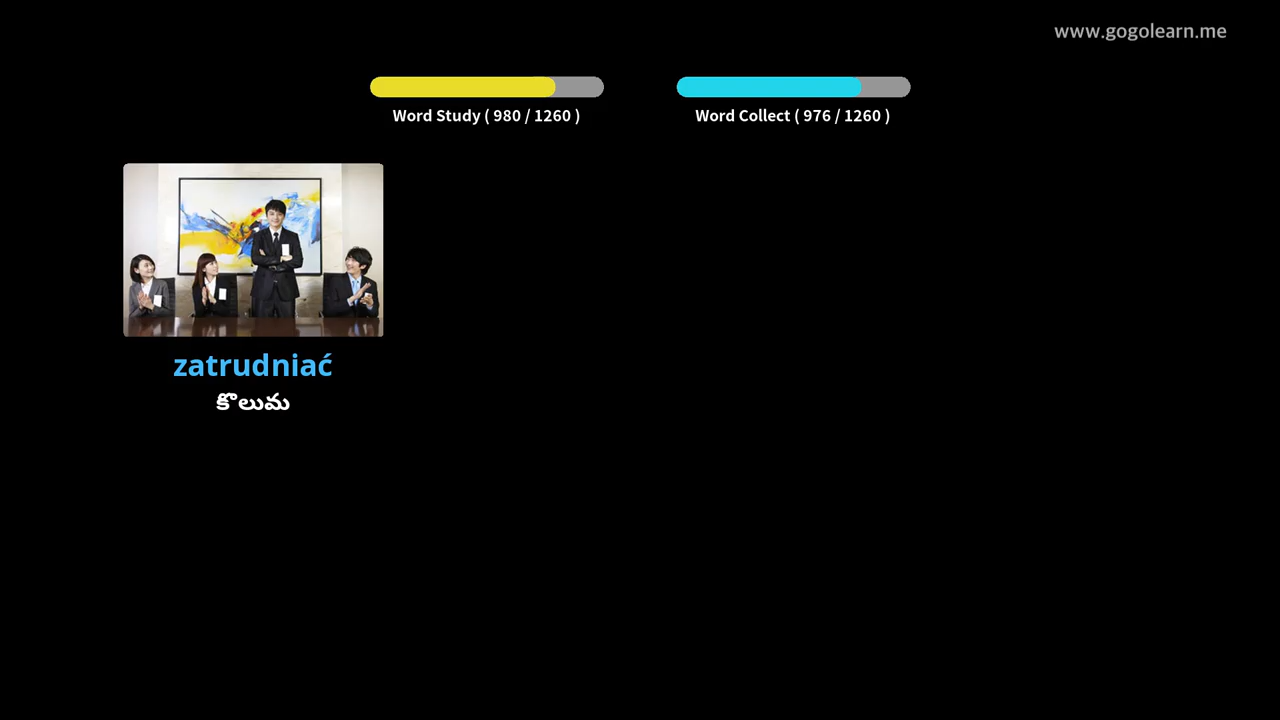 www.gogolearn.me
Word Study ( 980 / 1260 )
Word Collect ( 976 / 1260 )
zatrudniać
కొలుమ